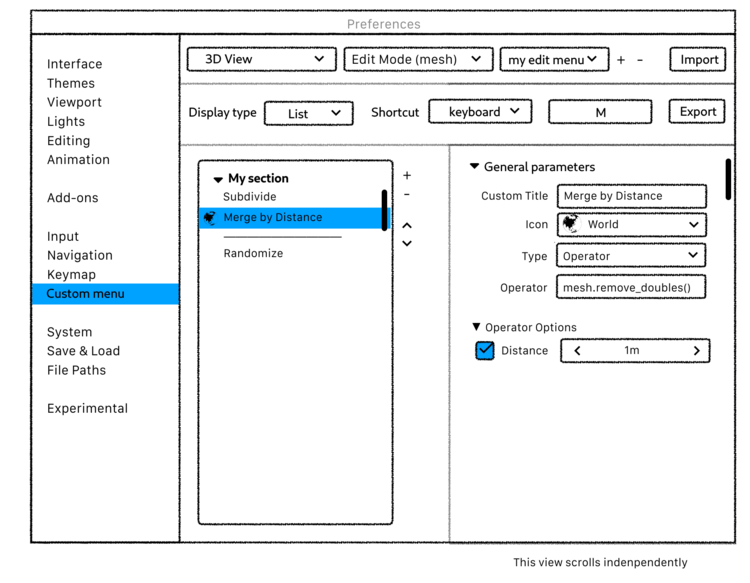 Preferences
Interface
Themes
Viewport
Lights
Editing
Animation
Add-ons
Input
Navigation
Keymap
Custom menu
System
Save & Load
File Paths
Experimental
3D View
Edit Mode (mesh)
my edit menu
+ -
Import
Display type
List
Shortcut
keyboard
M
Export
My section
Subdivide
Merge by Distance
Randomize
+
-
General parameters
Custom Title
Merge by Distance
Icon
World
Type
Operator
Operator
mesh.remove_doubles()
Operator Options
Distance
1m
This view scrolls indenpendently